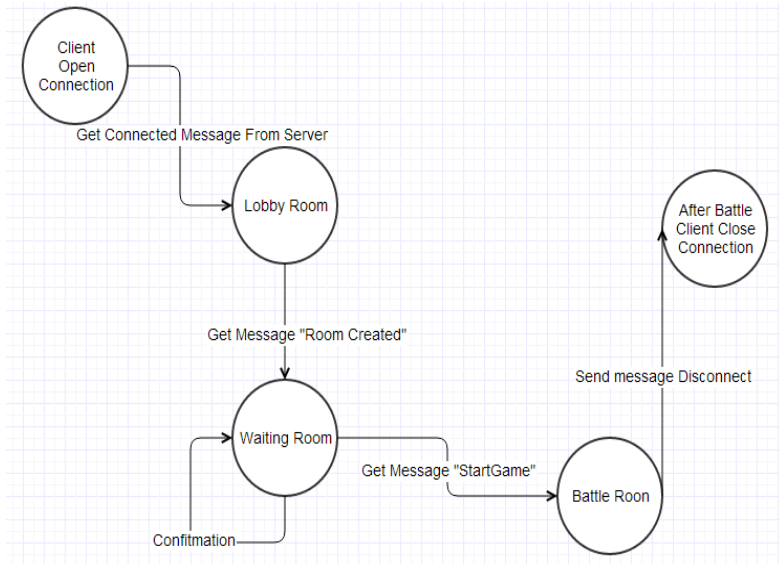 Client
Open
Connection
Get Connected Message From Server
Lobby Room
Get Message "Room Created"
Waiting Room
Confitmation
Get Message "StartGame"
Battle Roon
Send message Disconnect
After Battle
Client Close
Connection